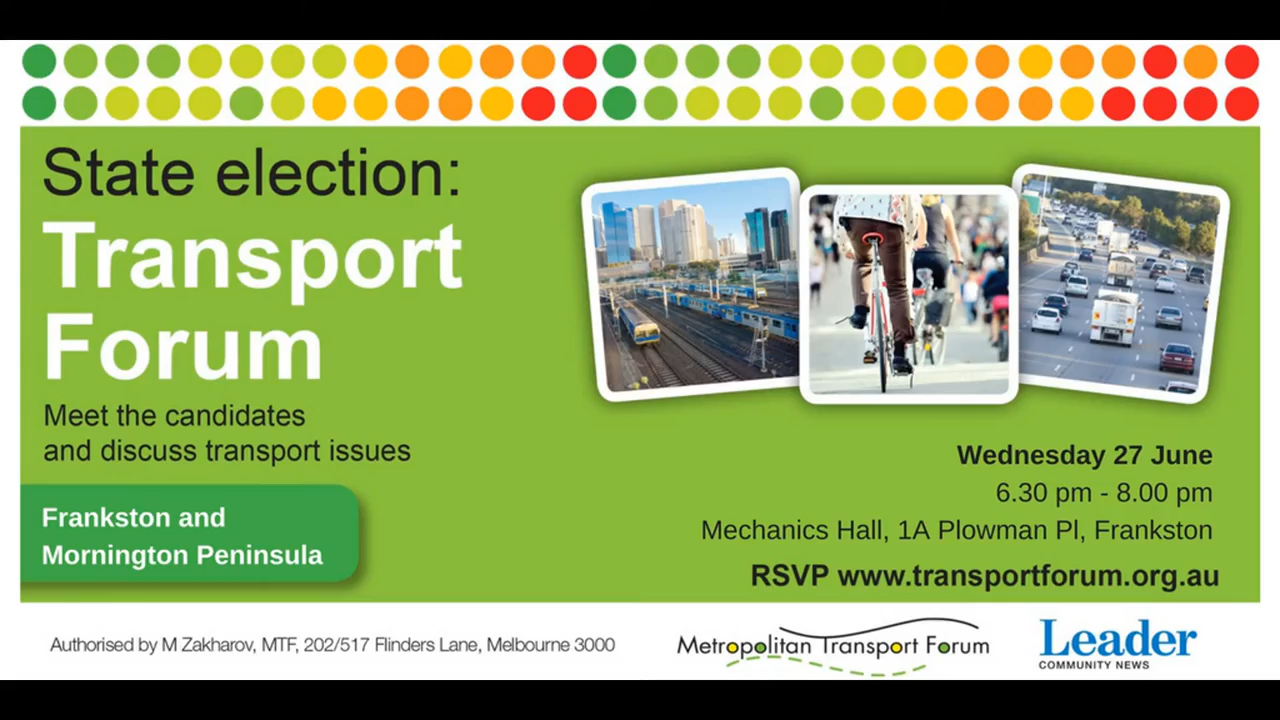 State election:
Transport
Forum
Meet the candidates
and discuss transport issues
Frankston and
Mornington Peninsula
Wednesday 27 June
6.30 pm - 8.00 pm
Mechanics Hall, 1A Plowman Pl, Frankston
RSVP www.transportforum.org.au
Authorised by M Zakharov, MTF, 202/517 Flinders Lane, Melbourne 3000
Metropolitan Transport Forum
Leader
COMMUNITY NEWS